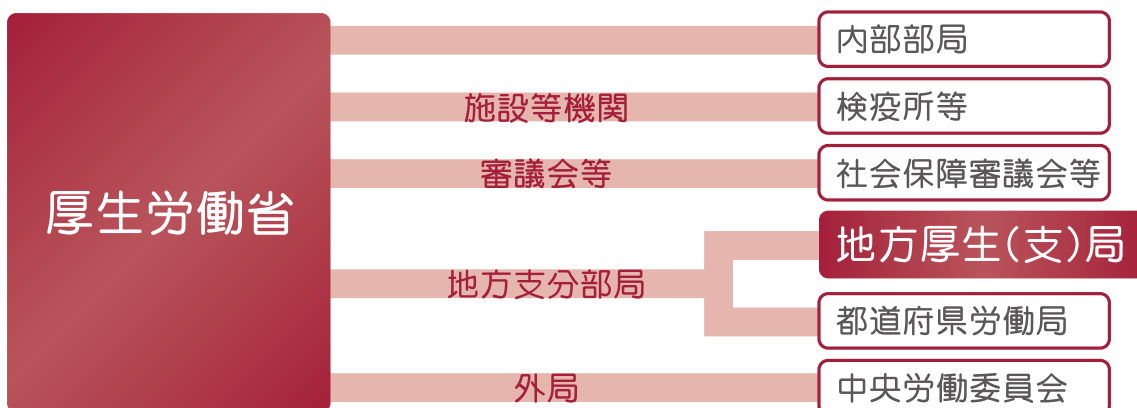 厚生労働省
内部部局
施設等機関
検疫所等
審議会等
社会保障審議会等
地方支分部局
地方厚生(支)局
都道府県労働局
外局
中央労働委員会